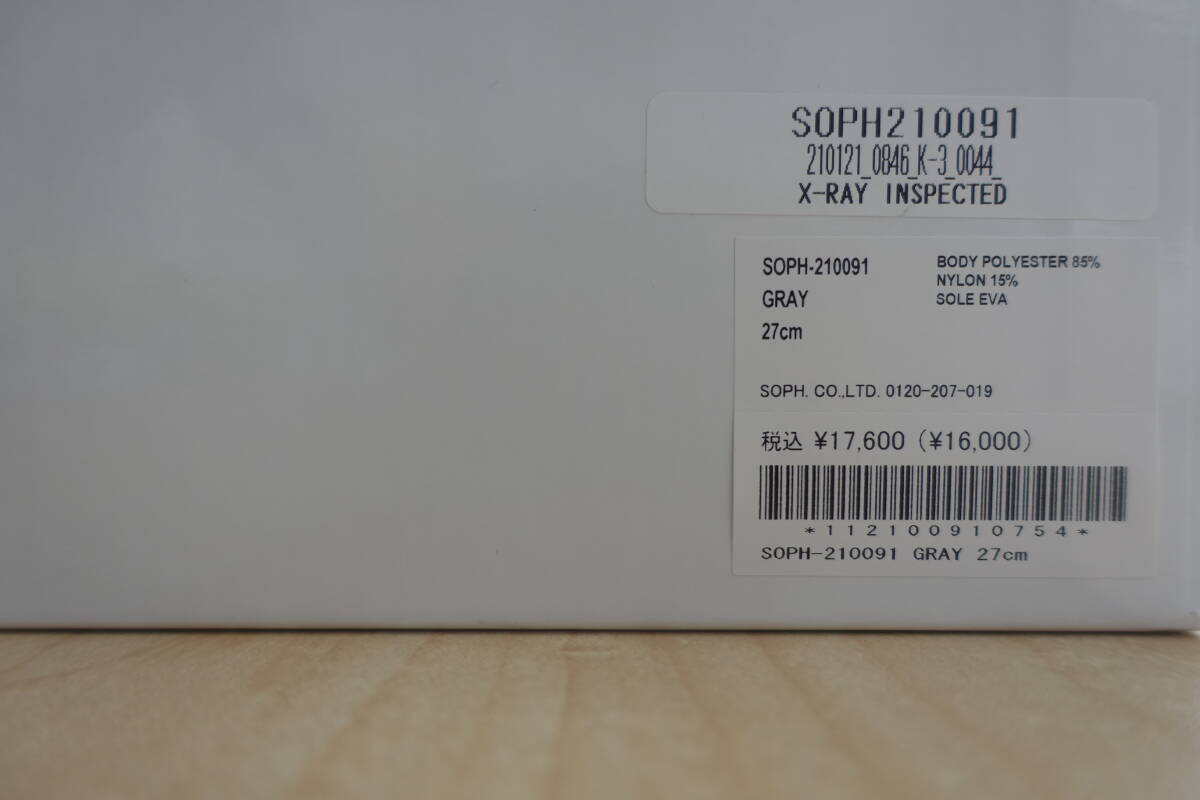 SOPH210091
210121_0846_K-3_0044_
X-RAY INSPECTED
SOPH-210091
GRAY
27cm
BODY POLYESTER 85%
NYLON 15%
SOLE EVA
SOPH. CO.,LTD. 0120-207-019
税込 ¥17,600 (¥16,000)
*112100910754*
SOPH-210091 GRAY 27cm